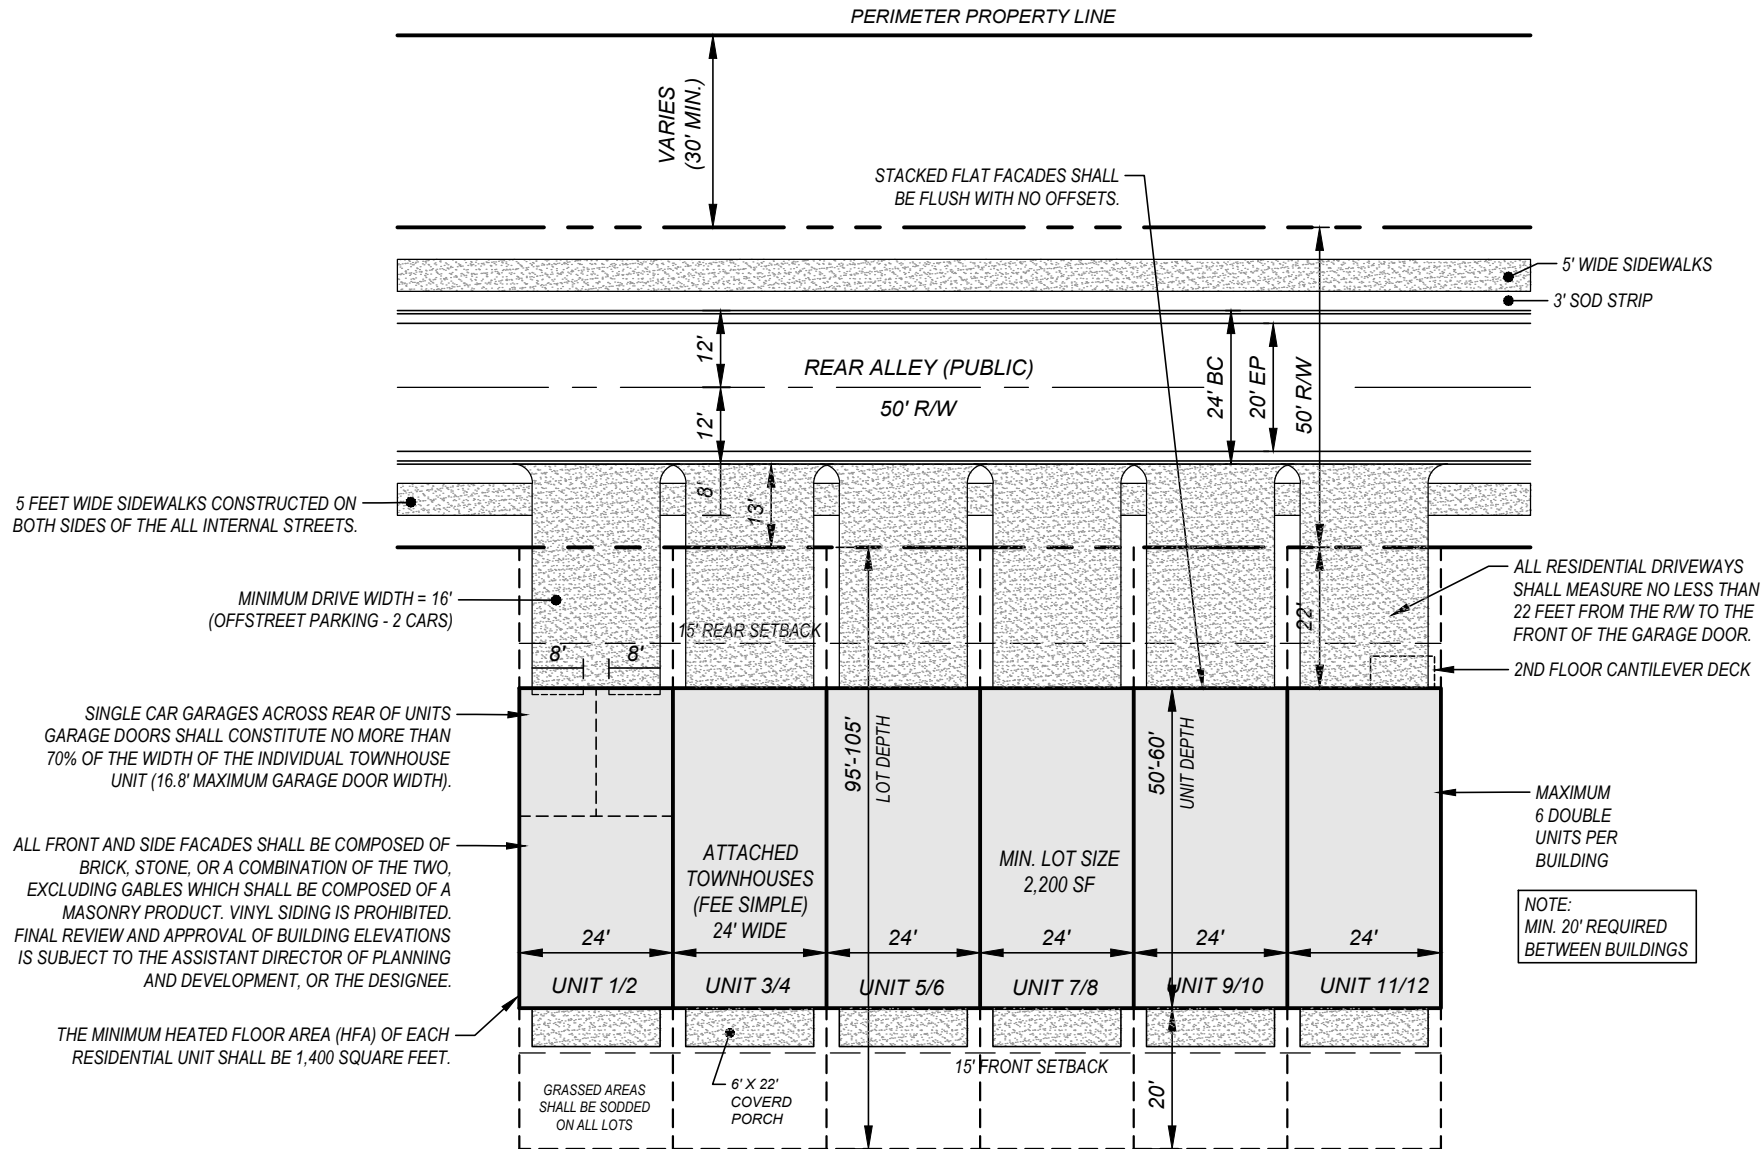 PERIMETER PROPERTY LINE
VARIES
(30' MIN.)
STACKED FLAT FACADES SHALL
BE FLUSH WITH NO OFFSETS.
5' WIDE SIDEWALKS
3' SOD STRIP
12'
REAR ALLEY (PUBLIC)
50' R/W
12'
24' BC
20' EP
50' R/W
8'
13'
5 FEET WIDE SIDEWALKS CONSTRUCTED ON
BOTH SIDES OF THE ALL INTERNAL STREETS.
MINIMUM DRIVE WIDTH = 16'
(OFFSTREET PARKING - 2 CARS)
15' REAR SETBACK
8'
8'
22'
ALL RESIDENTIAL DRIVEWAYS
SHALL MEASURE NO LESS THAN
22 FEET FROM THE R/W TO THE
FRONT OF THE GARAGE DOOR.
2ND FLOOR CANTILEVER DECK
SINGLE CAR GARAGES ACROSS REAR OF UNITS
GARAGE DOORS SHALL CONSTITUTE NO MORE THAN
70% OF THE WIDTH OF THE INDIVIDUAL TOWNHOUSE
UNIT (16.8' MAXIMUM GARAGE DOOR WIDTH).
95'-105'
LOT DEPTH
50'-60'
UNIT DEPTH
MAXIMUM
6 DOUBLE
UNITS PER
BUILDING
ALL FRONT AND SIDE FACADES SHALL BE COMPOSED OF
BRICK, STONE, OR A COMBINATION OF THE TWO,
EXCLUDING GABLES WHICH SHALL BE COMPOSED OF A
MASONRY PRODUCT. VINYL SIDING IS PROHIBITED.
FINAL REVIEW AND APPROVAL OF BUILDING ELEVATIONS
IS SUBJECT TO THE ASSISTANT DIRECTOR OF PLANNING
AND DEVELOPMENT, OR THE DESIGNEE.
ATTACHED
TOWNHOUSES
(FEE SIMPLE)
24' WIDE
MIN. LOT SIZE
2,200 SF
NOTE:
MIN. 20' REQUIRED
BETWEEN BUILDINGS
24'
24'
24'
24'
24'
UNIT 1/2
UNIT 3/4
UNIT 5/6
UNIT 7/8
UNIT 9/10
UNIT 11/12
THE MINIMUM HEATED FLOOR AREA (HFA) OF EACH
RESIDENTIAL UNIT SHALL BE 1,400 SQUARE FEET.
15' FRONT SETBACK
GRASSED AREAS
SHALL BE SODDED
ON ALL LOTS
6' X 22'
COVERD
PORCH
20'